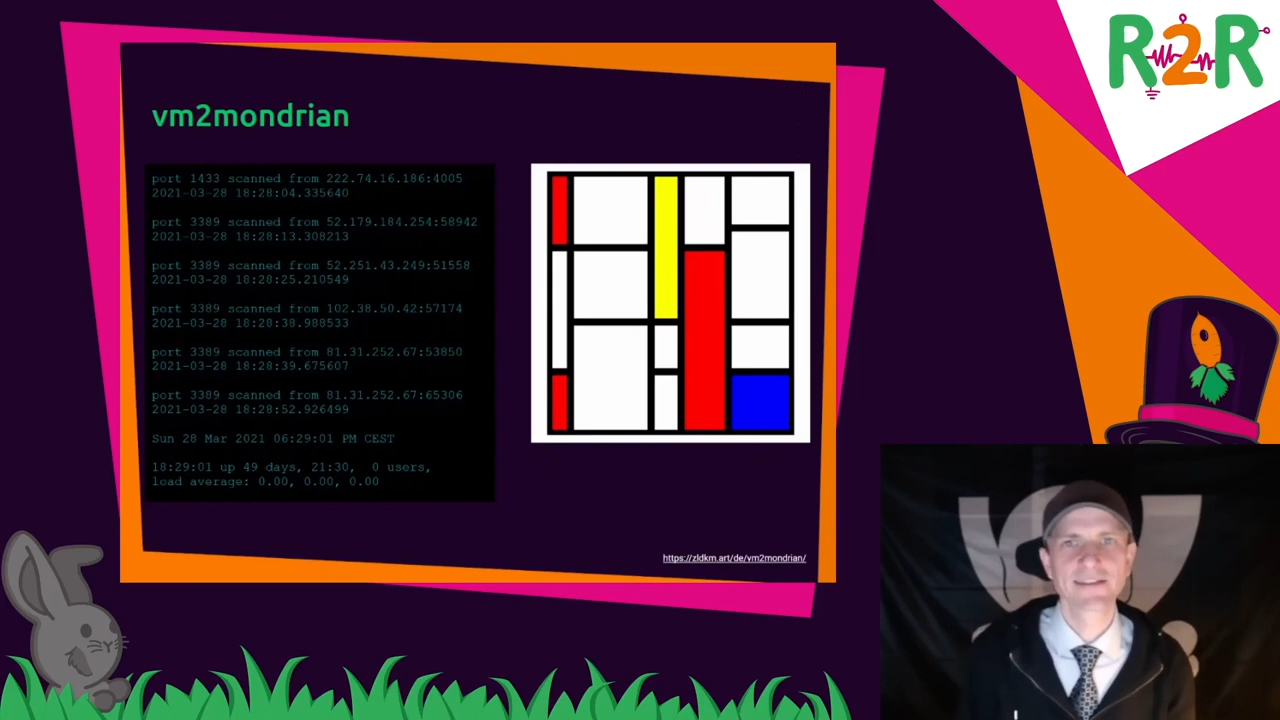 R2R
vm2mondrian
port 1433 scanned from 222.74.16.186:4005
2021-03-28 18:28:04.335640
port 3389 scanned from 52.179.184.254:58942
2021-03-28 18:28:13.308213
port 3389 scanned from 52.251.43.249:51558
2021-03-28 18:28:25.210549
port 3389 scanned from 102.38.50.42:57174
2021-03-28 18:28:38.988533
port 3389 scanned from 81.31.252.67:53850
2021-03-28 18:28:39.675607
port 3389 scanned from 81.31.252.67:65306
2021-03-28 18:28:52.926499
Sun 28 Mar 2021 06:29:01 PM CEST
18:29:01 up 49 days, 21:30, 0 users,
load average: 0.00, 0.00, 0.00
https://zldkm.art/de/vm2mondrian/